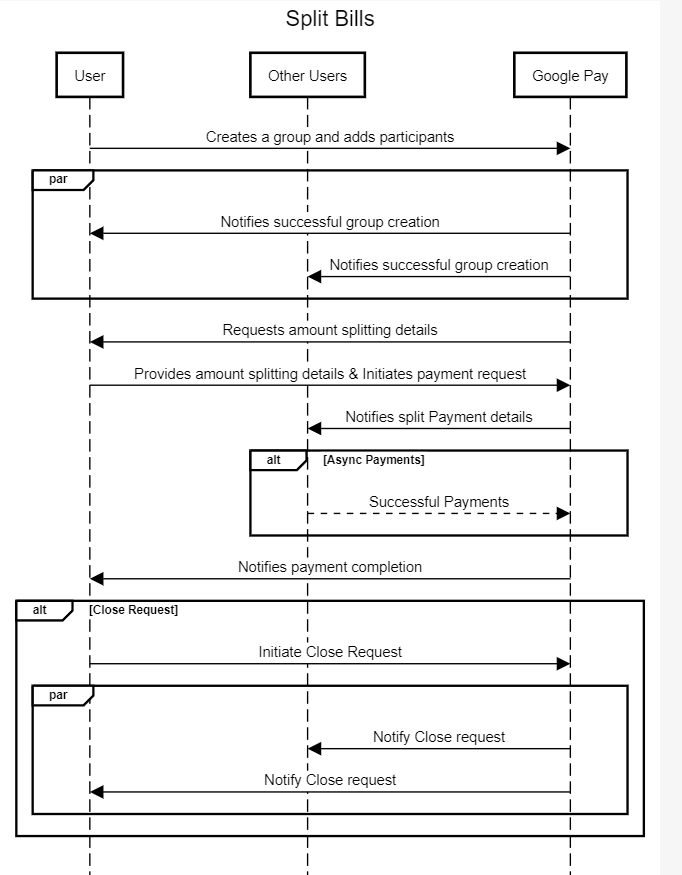 Split Bills
User
Other Users
Google Pay
Creates a group and adds participants
par
Notifies successful group creation
Notifies successful group creation
Requests amount splitting details
Provides amount splitting details & Initiates payment request
Notifies split Payment details
alt
[Async Payments]
Successful Payments
Notifies payment completion
alt
[Close Request]
Initiate Close Request
par
Notify Close request
Notify Close request